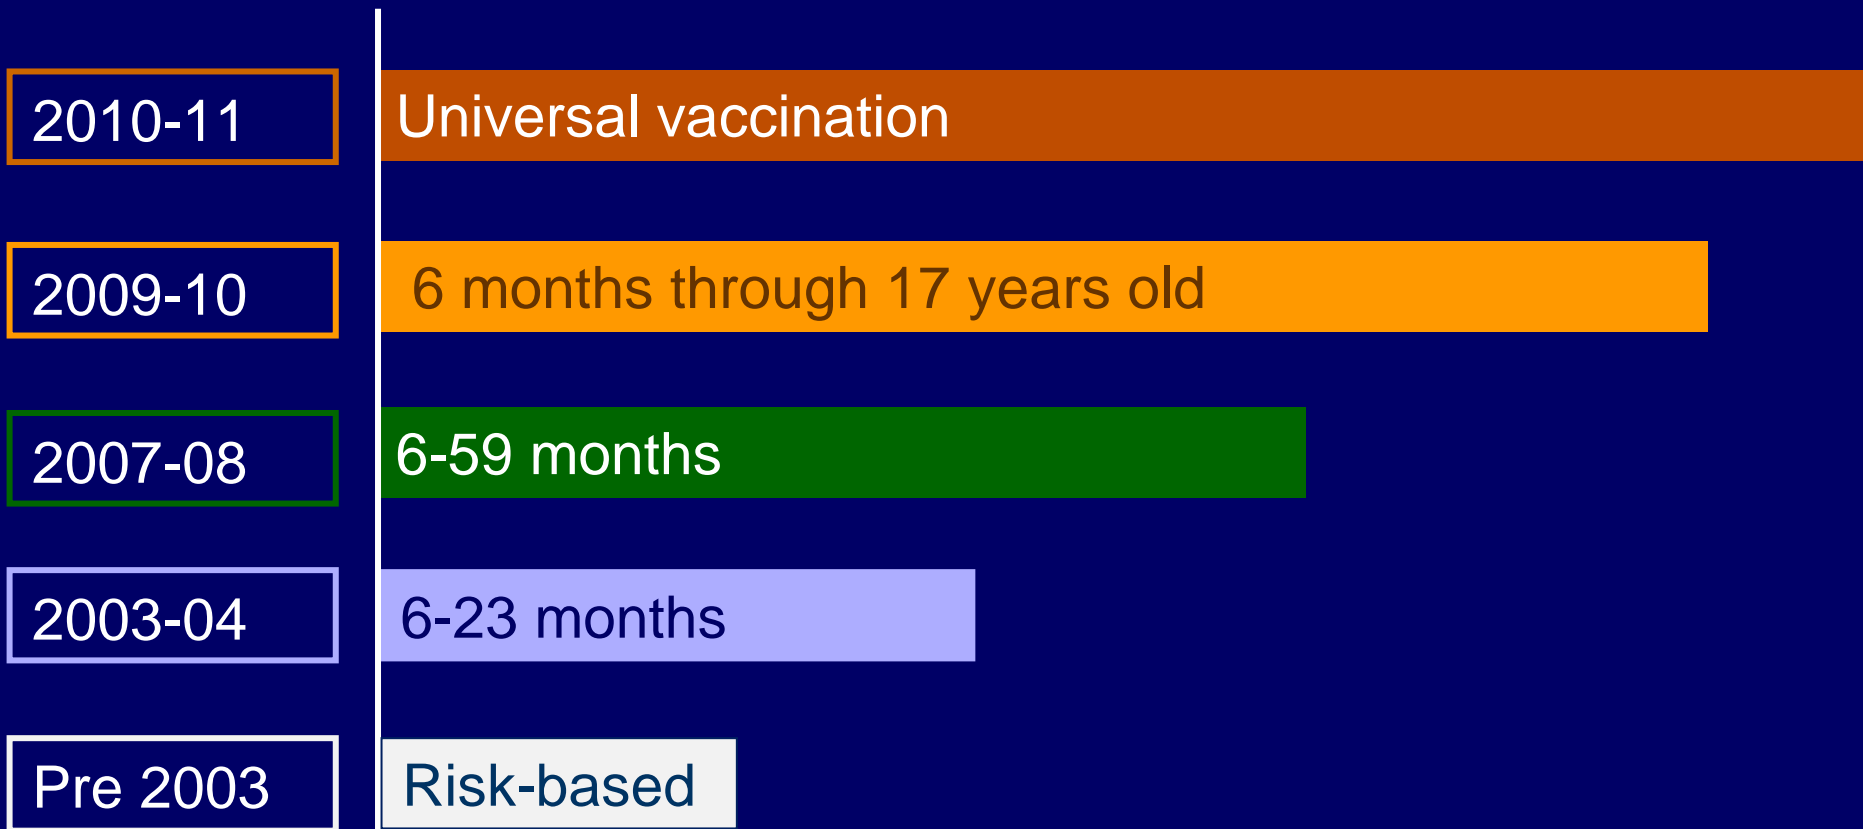 2010-11
Universal vaccination
2009-10
6 months through 17 years old
2007-08
6-59 months
2003-04
6-23 months
Pre 2003
Risk-based